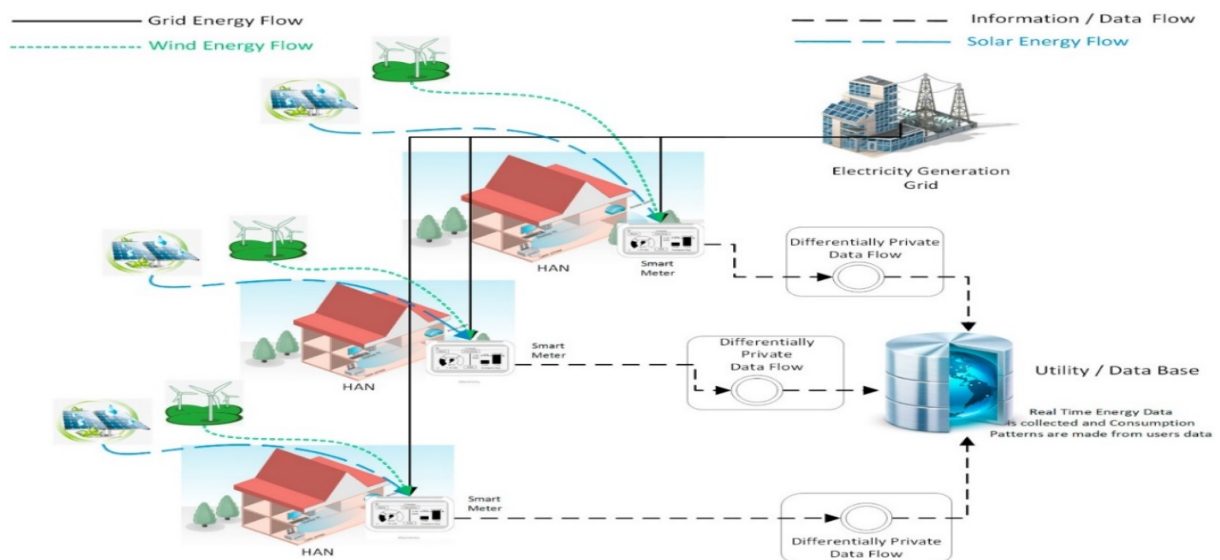 Grid Energy Flow
Wind Energy Flow
Information / Data Flow
Solar Energy Flow
Electricity Generation
Grid
HAN
Smart
Meter
Differentially Private
Data Flow
HAN
Smart
Meter
Differentially
Private
Data Flow
Utility / Data Base
Real Time Energy Data
is collected and Consumption
Patterns are made from users data
HAN
Smart
Meter
Differentially Private
Data Flow